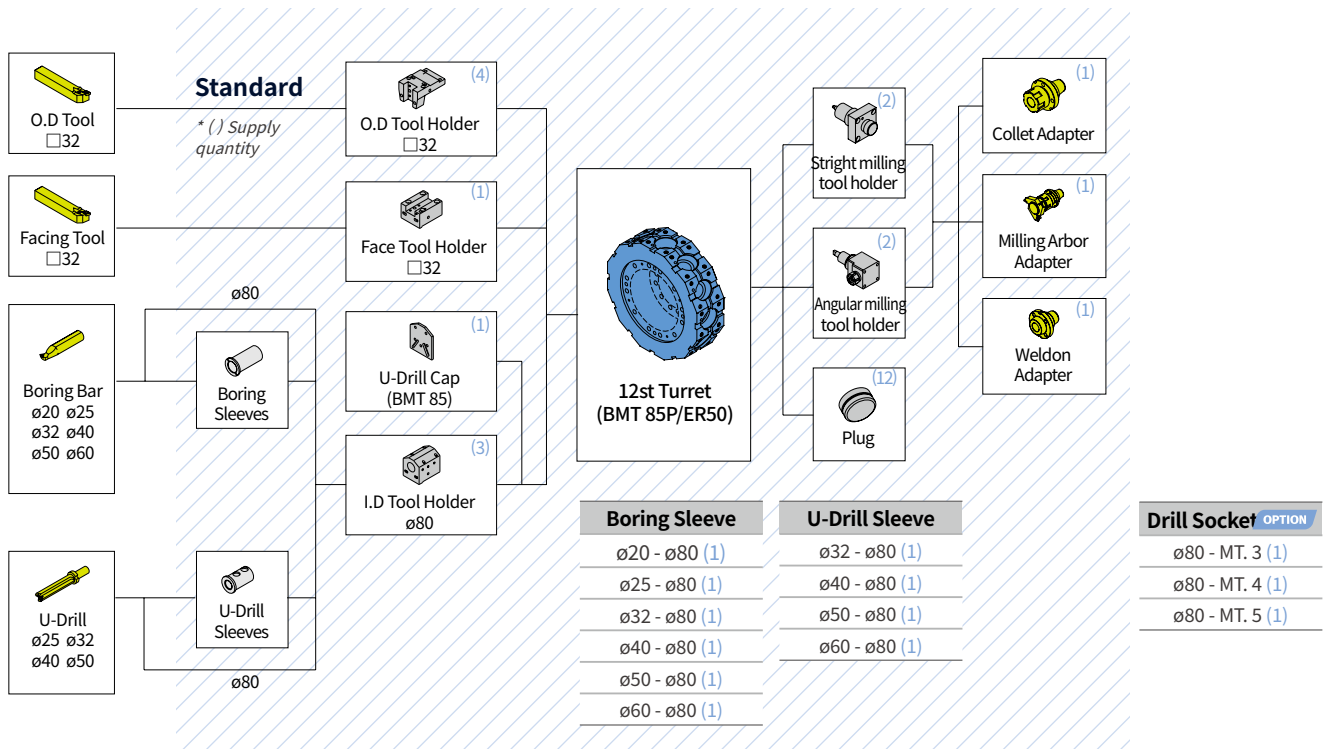 O.D Tool
□32
Facing Tool
□32
Boring Bar
ø20 ø25
ø32 ø40
ø50 ø60
U-Drill
ø25 ø32
ø40 ø50
Standard
* ( ) Supply
quantity
ø80
Boring
Sleeves
U-Drill
Sleeves
ø80
(4)
O.D Tool Holder
□32
(1)
Face Tool Holder
□32
(1)
U-Drill Cap
(BMT 85)
(3)
I.D Tool Holder
ø80
12st Turret
(BMT 85P/ER50)
(2)
Stright milling
tool holder
(2)
Angular milling
tool holder
(12)
Plug
(1)
Collet Adapter
(1)
Milling Arbor
Adapter
(1)
Weldon
Adapter
Boring Sleeve
ø20 - ø80 (1)
ø25 - ø80 (1)
ø32 - ø80 (1)
ø40 - ø80 (1)
ø50 - ø80 (1)
ø60 - ø80 (1)
U-Drill Sleeve
ø32 - ø80 (1)
ø40 - ø80 (1)
ø50 - ø80 (1)
ø60 - ø80 (1)
Drill Socket OPTION
ø80 - MT. 3 (1)
ø80 - MT. 4 (1)
ø80 - MT. 5 (1)